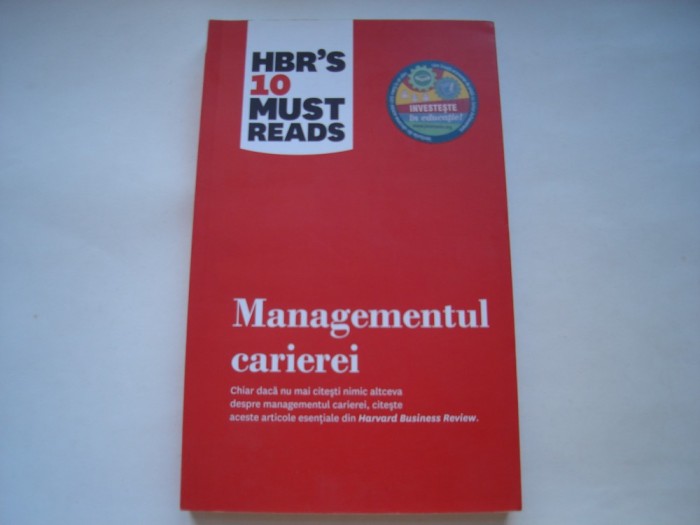 HBR'S
10
MUST
READS
INVESTEȘTE
în educație!
Managementul
carierei
Chiar dacă nu mai citești nimic altceva
despre managementul carierei, citește
aceste articole esențiale din Harvard Business Review.